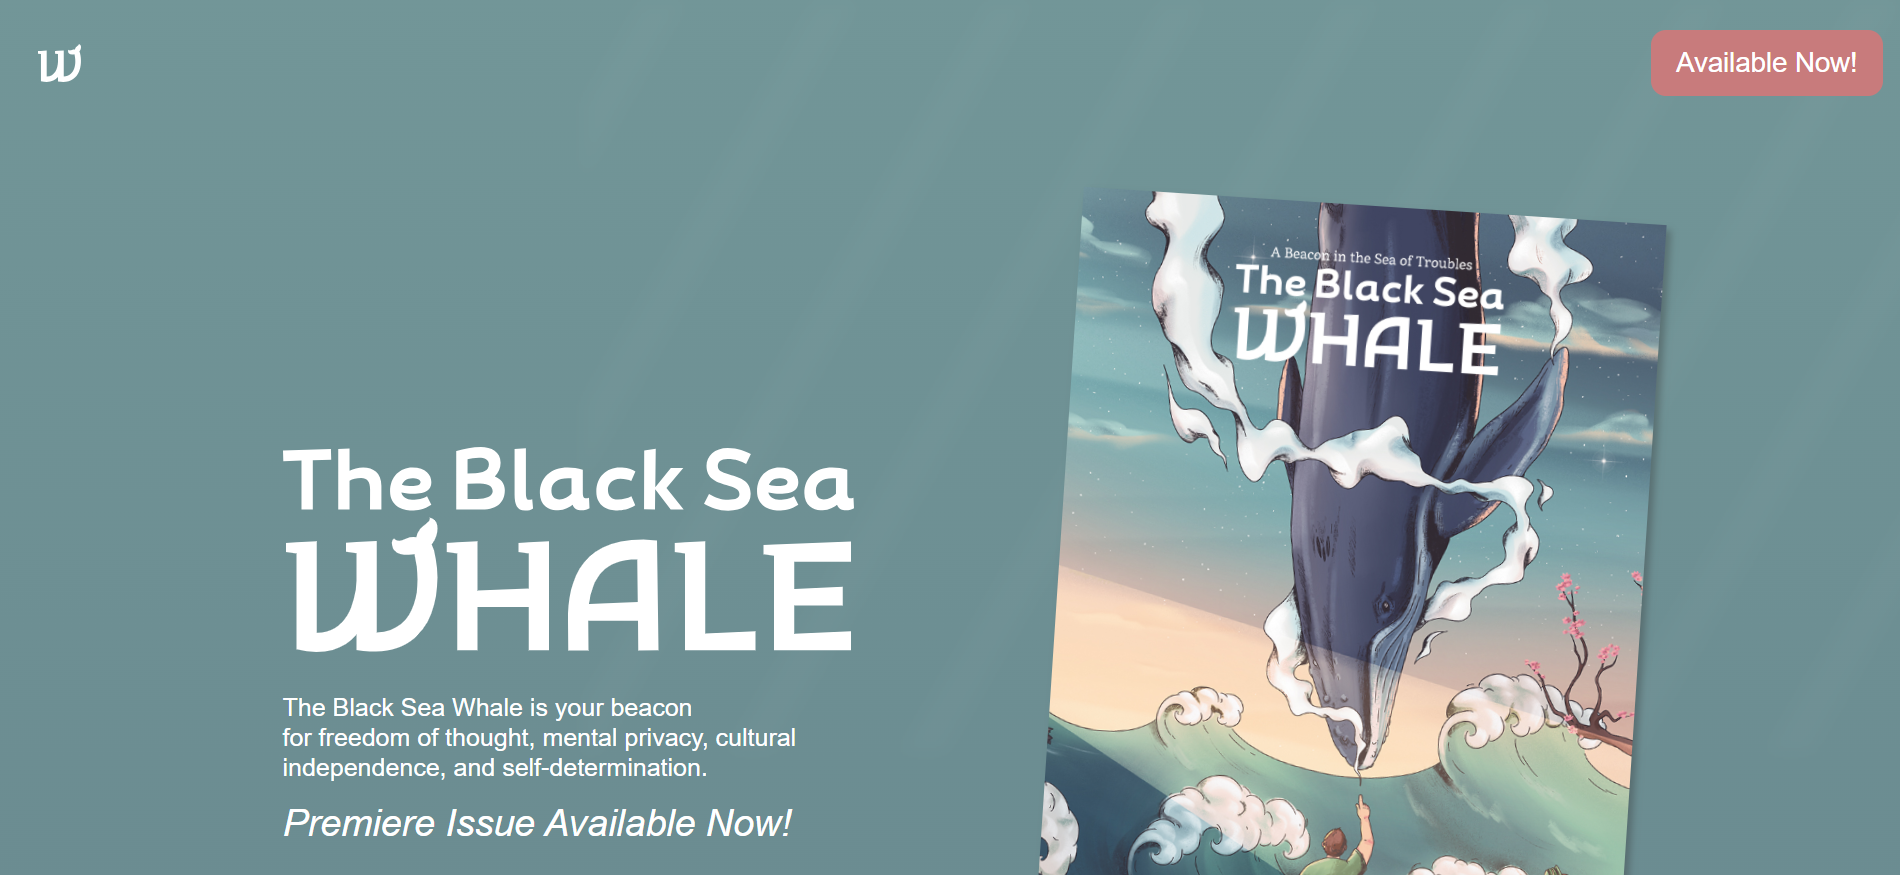 W
Available Now!
A Beacon in the Sea of Troubles
The Black Sea
WHALE
The Black Sea
WHALE
The Black Sea Whale is your beacon
for freedom of thought, mental privacy, cultural
independence, and self-determination.
Premiere Issue Available Now!